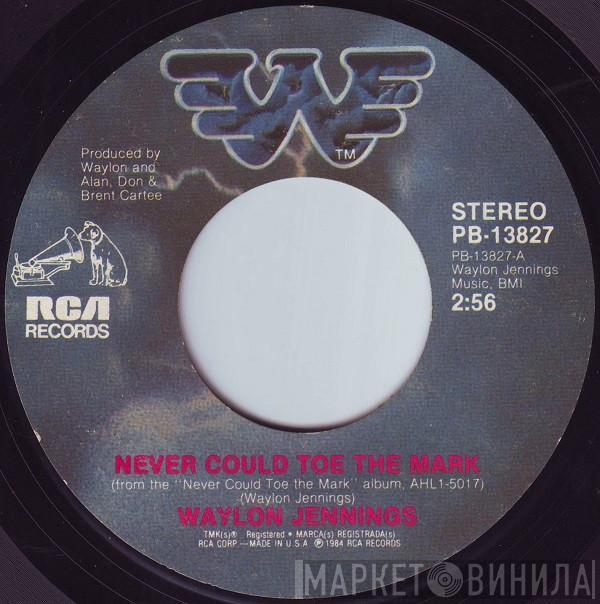 W
TM
Produced by
Waylon and
Alan, Don &
Brent Cartee
STEREO
PB-13827
PB-13827-A
Waylon Jennings
Music, BMI
2:56
RCA
RECORDS
NEVER COULD TOE THE MARK
(from the "Never Could Toe the Mark" album, AHL1-5017)
(Waylon Jennings)
WAYLON JENNINGS
TMK(s)® Registered • MARCA(s) REGISTRADA(s)
RCA CORP.—MADE IN U.S.A. ℗ 1984 RCA RECORDS
МАРКЕТ ВИНИЛА